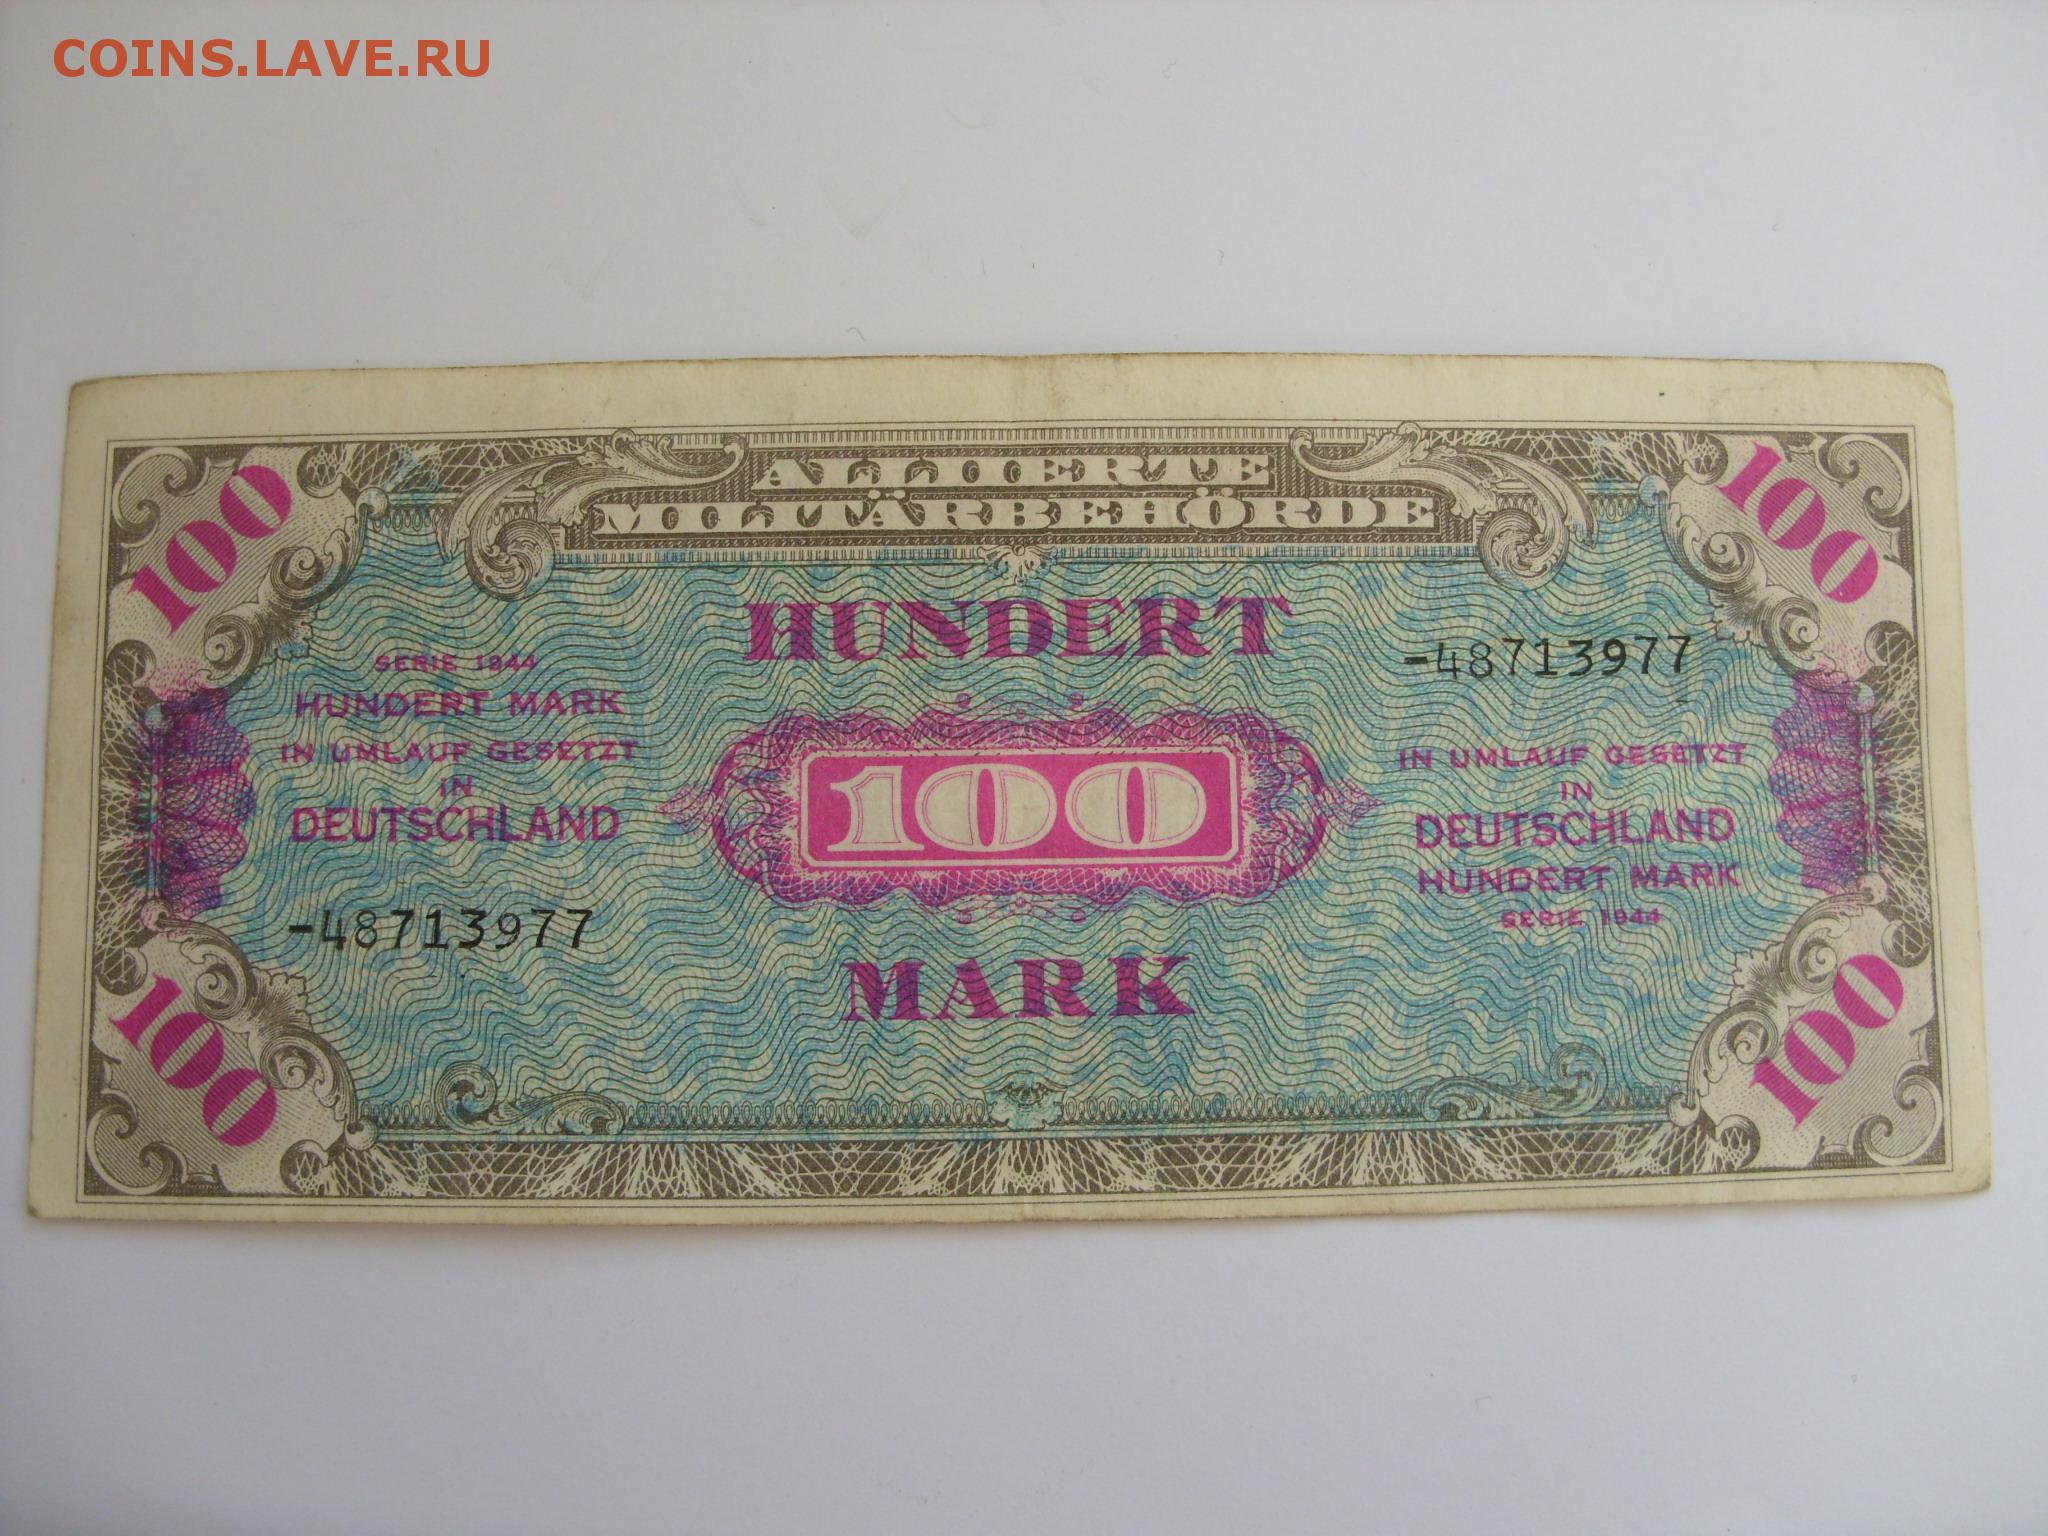 COINS.LAVE.RU
ALLIIERTE
MILITÄRBEHÖRDE
100
100
HUNDERT
SERIE 1944
HUNDERT MARK
IN UMLAUF GESETZT
IN
DEUTSCHLAND
-48713977
100
MARK
-48713977
IN UMLAUF GESETZT
IN
DEUTSCHLAND
HUNDERT MARK
SERIE 1944
100
100